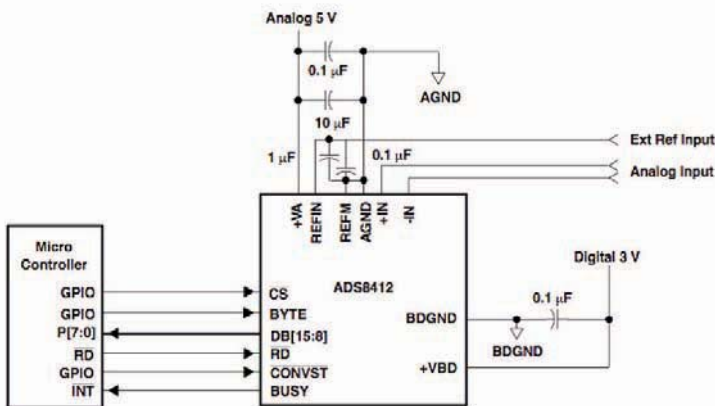 Analog 5 V
0.1 µF
AGND
10 µF
Ext Ref Input
1 µF
0.1 µF
Analog Input
+VA
REFIN
REFM
AGND
+IN
-IN
Micro
Controller
Digital 3 V
ADS8412
0.1 µF
GPIO
CS
GPIO
BYTE
BDGND
P[7:0]
DB[15:8]
RD
RD
BDGND
GPIO
CONVST
+VBD
INT
BUSY